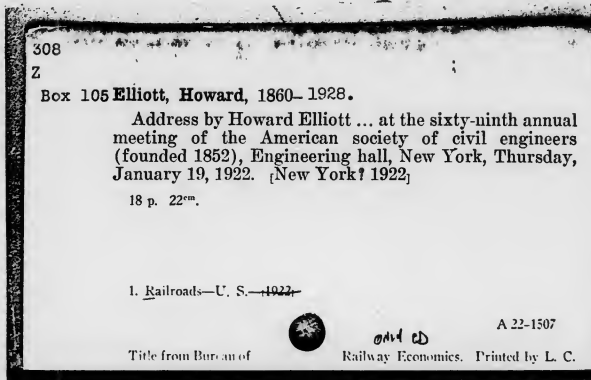 308
Z
Box 105 Elliott, Howard, 1860–1928.
Address by Howard Elliott ... at the sixty-ninth annual
meeting of the American society of civil engineers
(founded 1852), Engineering hall, New York, Thursday,
January 19, 1922. [New York? 1922]
18 p. 22cm.
1. Railroads—U. S.—[1922]
A 22-1507
Title from Bureau of Railway Economics. Printed by L. C.